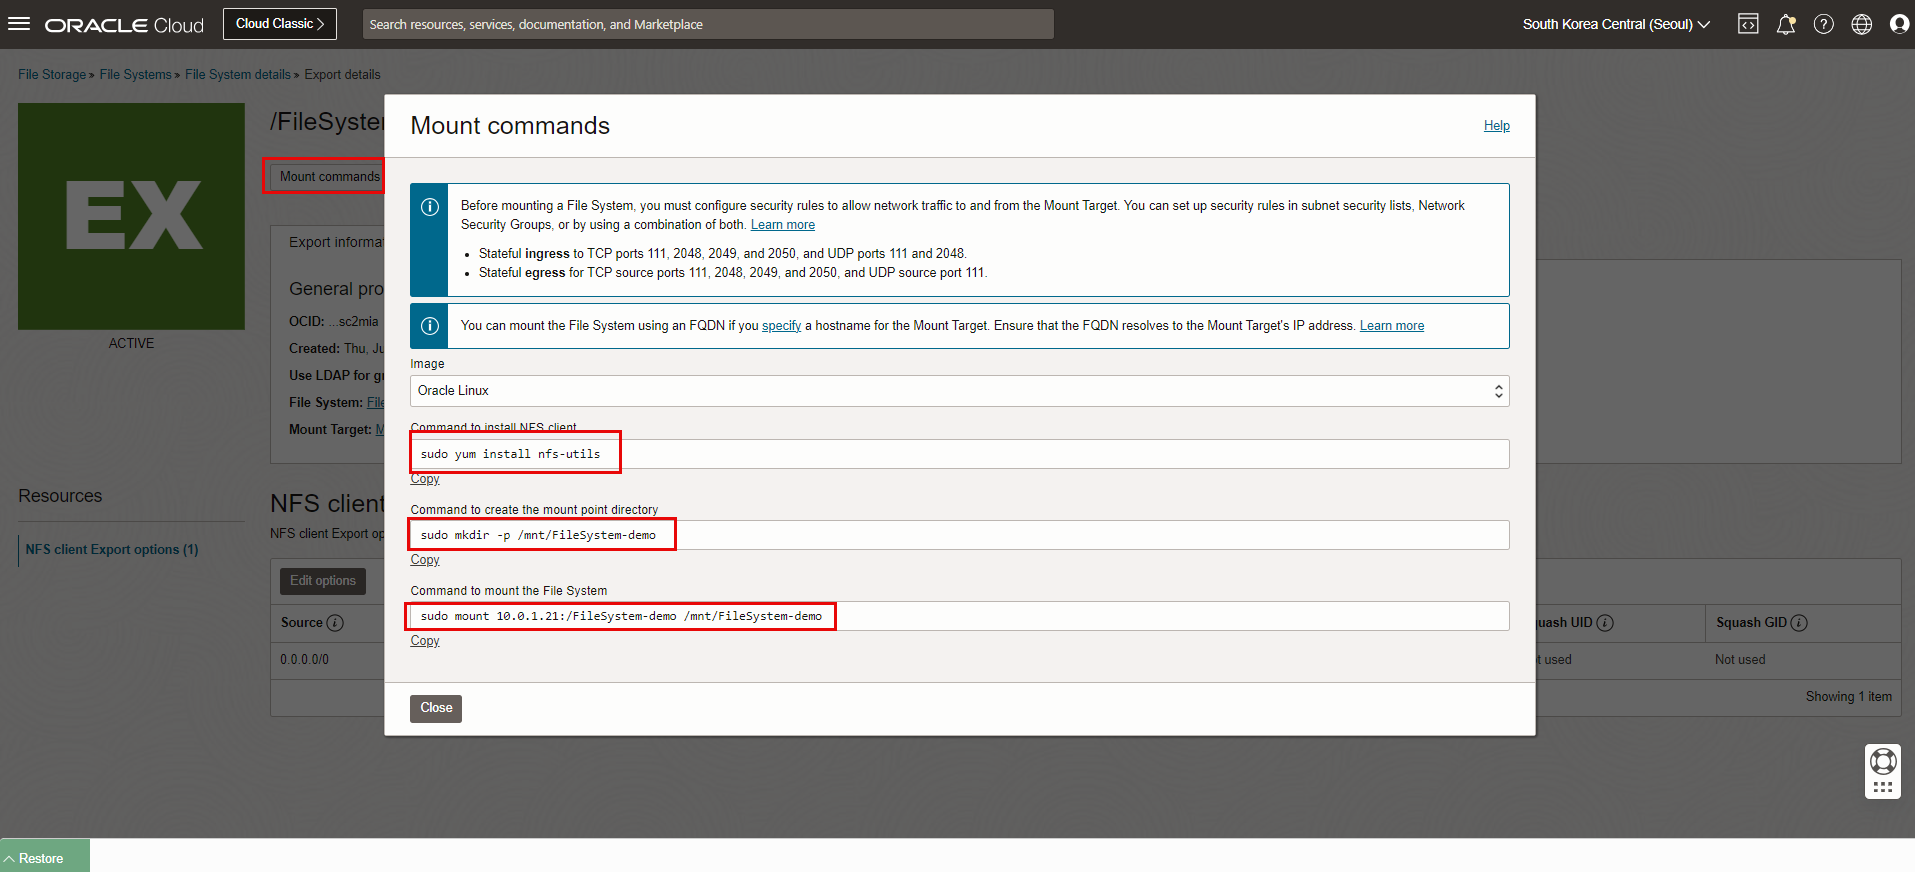 ORACLE Cloud
Cloud Classic
Search resources, services, documentation, and Marketplace
South Korea Central (Seoul)
File Storage » File Systems » File System details » Export details
EX
ACTIVE
/FileSyste
Mount commands
Export informa
General pro
OCID: ...sc2mia
Created: Thu, Ju
Use LDAP for gr
File System: File
Mount Target: M
Resources
NFS client Export options (1)
NFS client
NFS client Export op
Edit options
Source
0.0.0.0/0
Mount commands
Help
Before mounting a File System, you must configure security rules to allow network traffic to and from the Mount Target. You can set up security rules in subnet security lists, Network
Security Groups, or by using a combination of both. Learn more
• Stateful ingress to TCP ports 111, 2048, 2049, and 2050, and UDP ports 111 and 2048.
• Stateful egress for TCP source ports 111, 2048, 2049, and 2050, and UDP source port 111.
You can mount the File System using an FQDN if you specify a hostname for the Mount Target. Ensure that the FQDN resolves to the Mount Target's IP address. Learn more
Image
Oracle Linux
Command to install NFS client
sudo yum install nfs-utils
Copy
Command to create the mount point directory
sudo mkdir -p /mnt/FileSystem-demo
Copy
Command to mount the File System
sudo mount 10.0.1.21:/FileSystem-demo /mnt/FileSystem-demo
Copy
Close
uash UID
Squash GID
t used
Not used
Showing 1 item
Restore